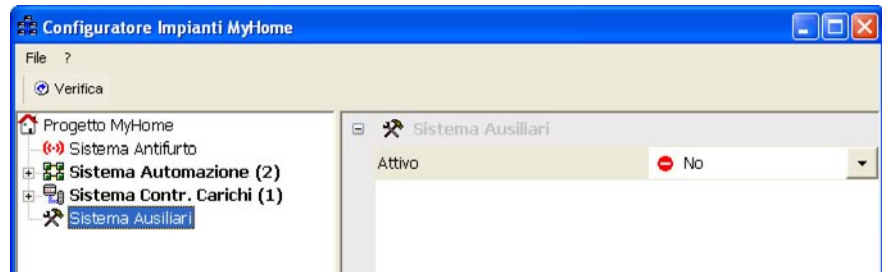 Configuratore Impianti MyHome
File ?
Verifica
Progetto MyHome
Sistema Antifurto
Sistema Automazione (2)
Sistema Contr. Carichi (1)
Sistema Ausiliari
Sistema Ausiliari
Attivo No